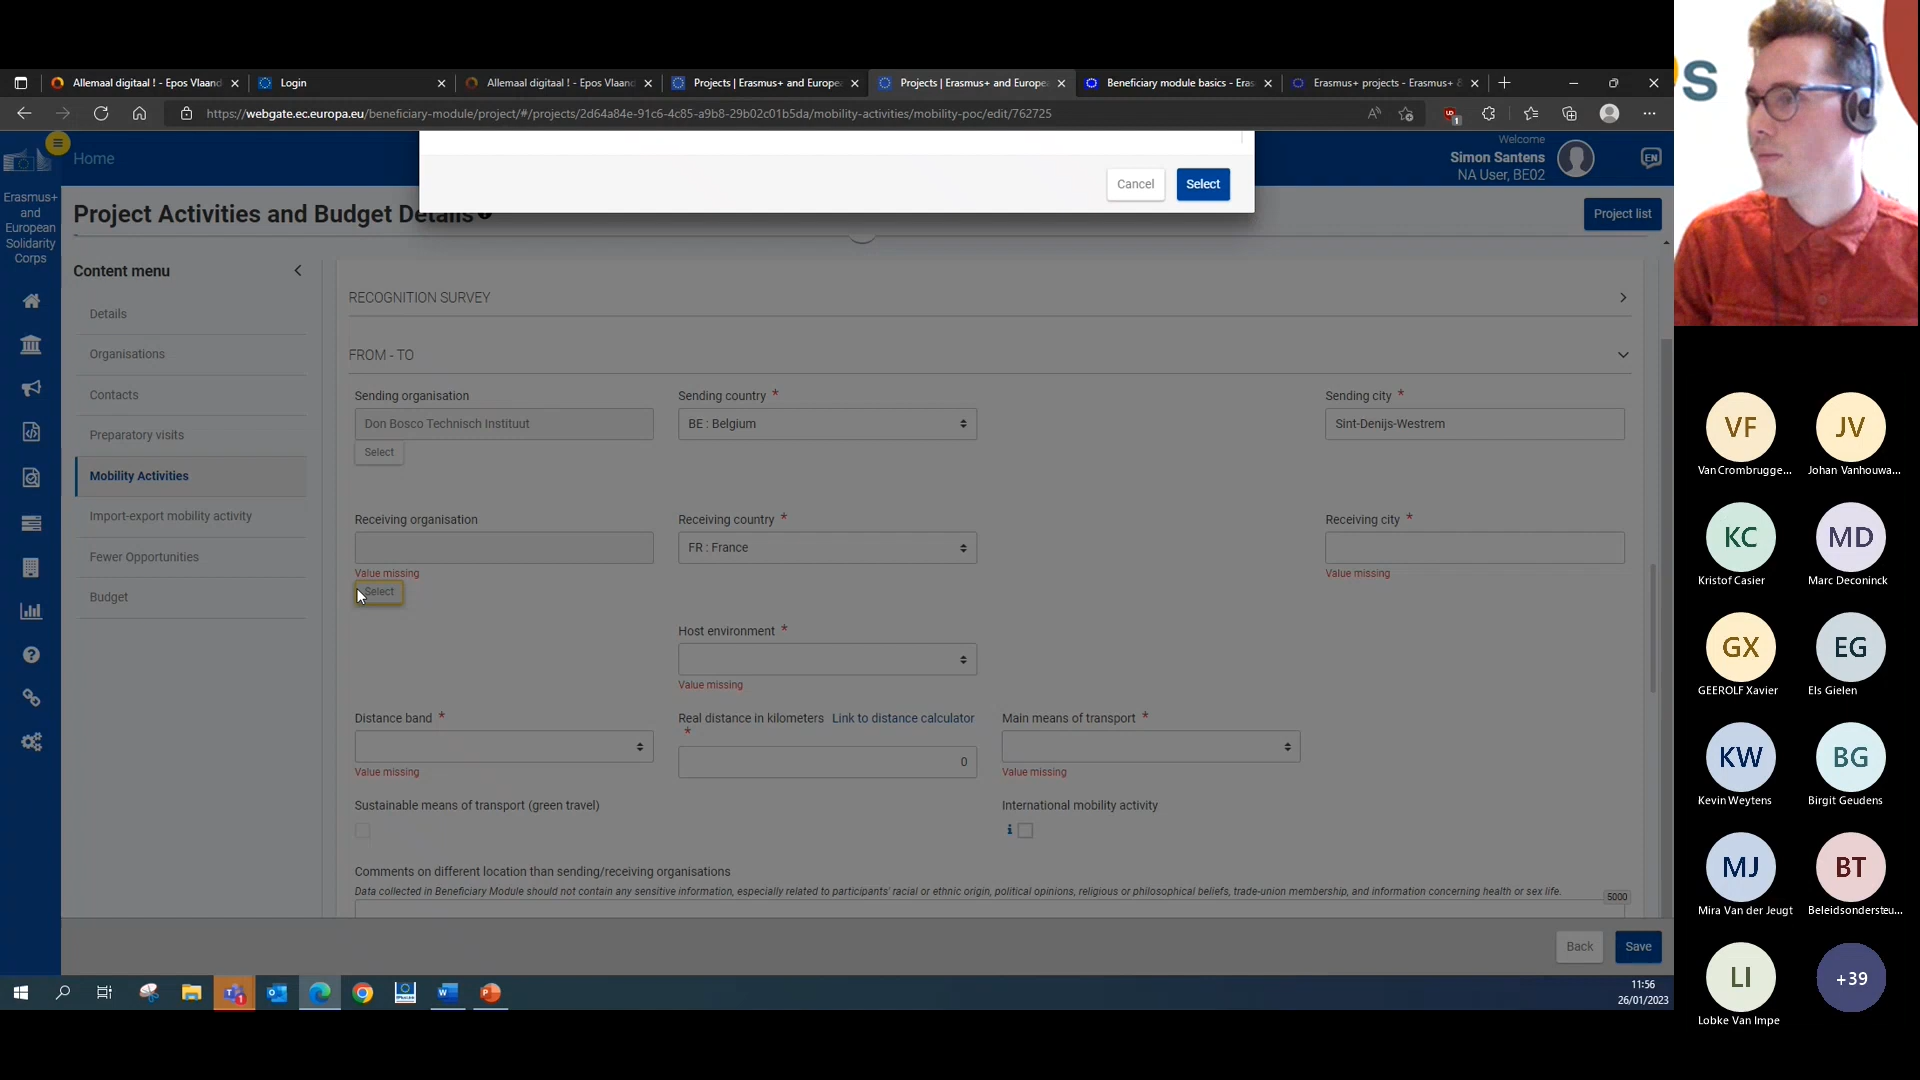 Allemaal digitaal ! - Epos Vlaand
Login
Allemaal digitaal ! - Epos Vlaand
Projects | Erasmus+ and Europe
Projects | Erasmus+ and Europe
Beneficiary module basics - Eras
Erasmus+ projects - Erasmus+ &
https://webgate.ec.europa.eu/beneficiary-module/project/#/projects/2d64a84e-91c6-4c85-a9b8-29b02c01b5da/mobility-activities/mobility-poc/edit/762725
Home
Welcome
Simon Santens
NA User, BE02
EN
Cancel
Select
Erasmus+
and
European
Solidarity
Corps
Project Activities and Budget Details
Project list
Content menu
Details
Organisations
Contacts
Preparatory visits
Mobility Activities
Import-export mobility activity
Fewer Opportunities
Budget
RECOGNITION SURVEY
FROM - TO
Sending organisation
Sending country *
Sending city *
Don Bosco Technisch Instituut
BE : Belgium
Sint-Denijs-Westrem
Select
Receiving organisation
Receiving country *
Receiving city *
FR : France
Value missing
Value missing
Select
Host environment *
Value missing
Distance band *
Real distance in kilometers Link to distance calculator
*
Main means of transport *
0
Value missing
Value missing
Sustainable means of transport (green travel)
International mobility activity
Comments on different location than sending/receiving organisations
Data collected in Beneficiary Module should not contain any sensitive information, especially related to participants' racial or ethnic origin, political opinions, religious or philosophical beliefs, trade-union membership, and information concerning health or sex life.
5000
Back
Save
11:56
26/01/2023
os
VF
Van Crombrugge...
JV
Johan Vanhouwa...
KC
Kristof Casier
MD
Marc Deconinck
GX
GEEROLF Xavier
EG
Els Gielen
KW
Kevin Weytens
BG
Birgit Geudens
MJ
Mira Van der Jeugt
BT
Beleidsondersteu...
LI
Lobke Van Impe
+39